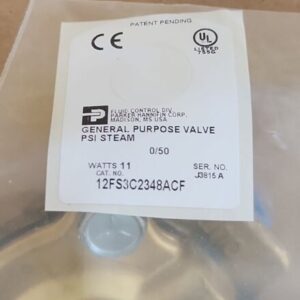 PATENT PENDING
CE
UL
LISTED
755G
FLUID CONTROL DIV.
PARKER HANNIFIN CORP.
MADISON, MS USA
GENERAL PURPOSE VALVE
PSI STEAM
0/50
WATTS 11
SER. NO.
CAT. NO.
J3815 A
12FS3C2348ACF